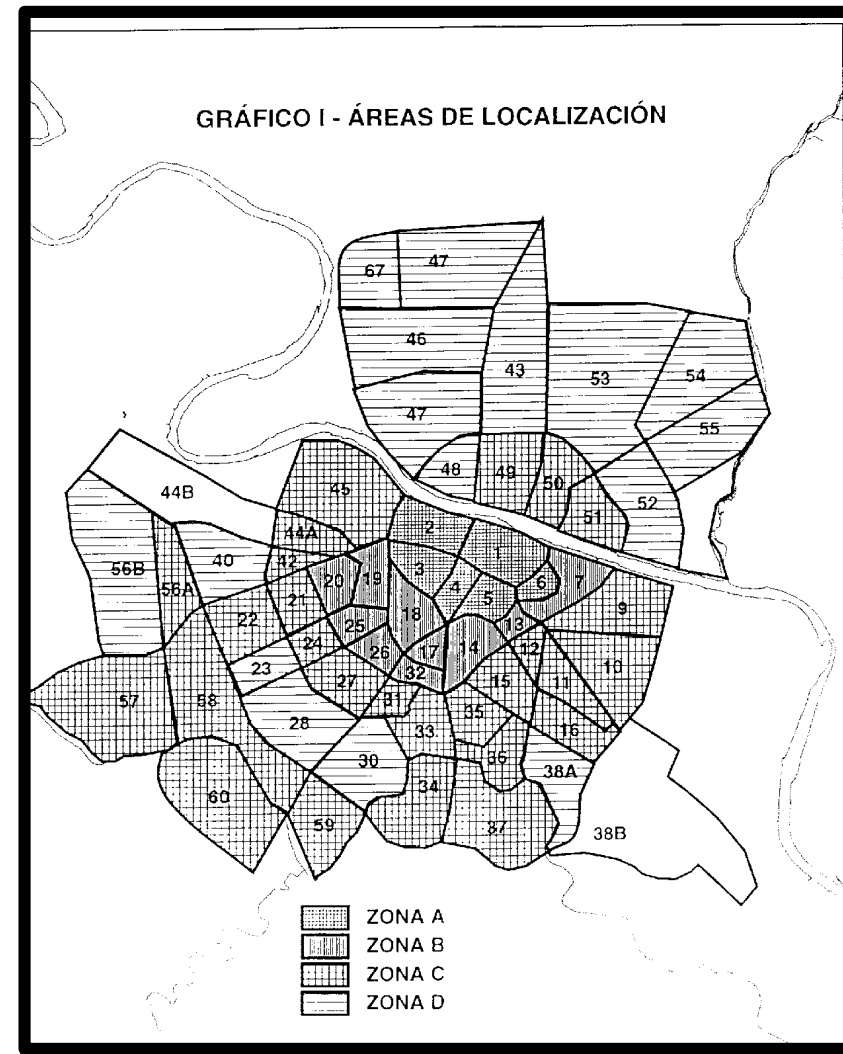 GRÁFICO I - ÁREAS DE LOCALIZACIÓN
67 47
46
43 53 54
47 55
48 49 50
45 51 52
44B
2
44A 1
56B 40 42 3
56A 20 19 4 6 7
21 5
22 18 9
25 13
24 17 14 12
23 26 10
32 15 11
27
57 58 31
28 35
33 16
36
30 38A
60 34
59 37
38B
ZONA A
ZONA B
ZONA C
ZONA D